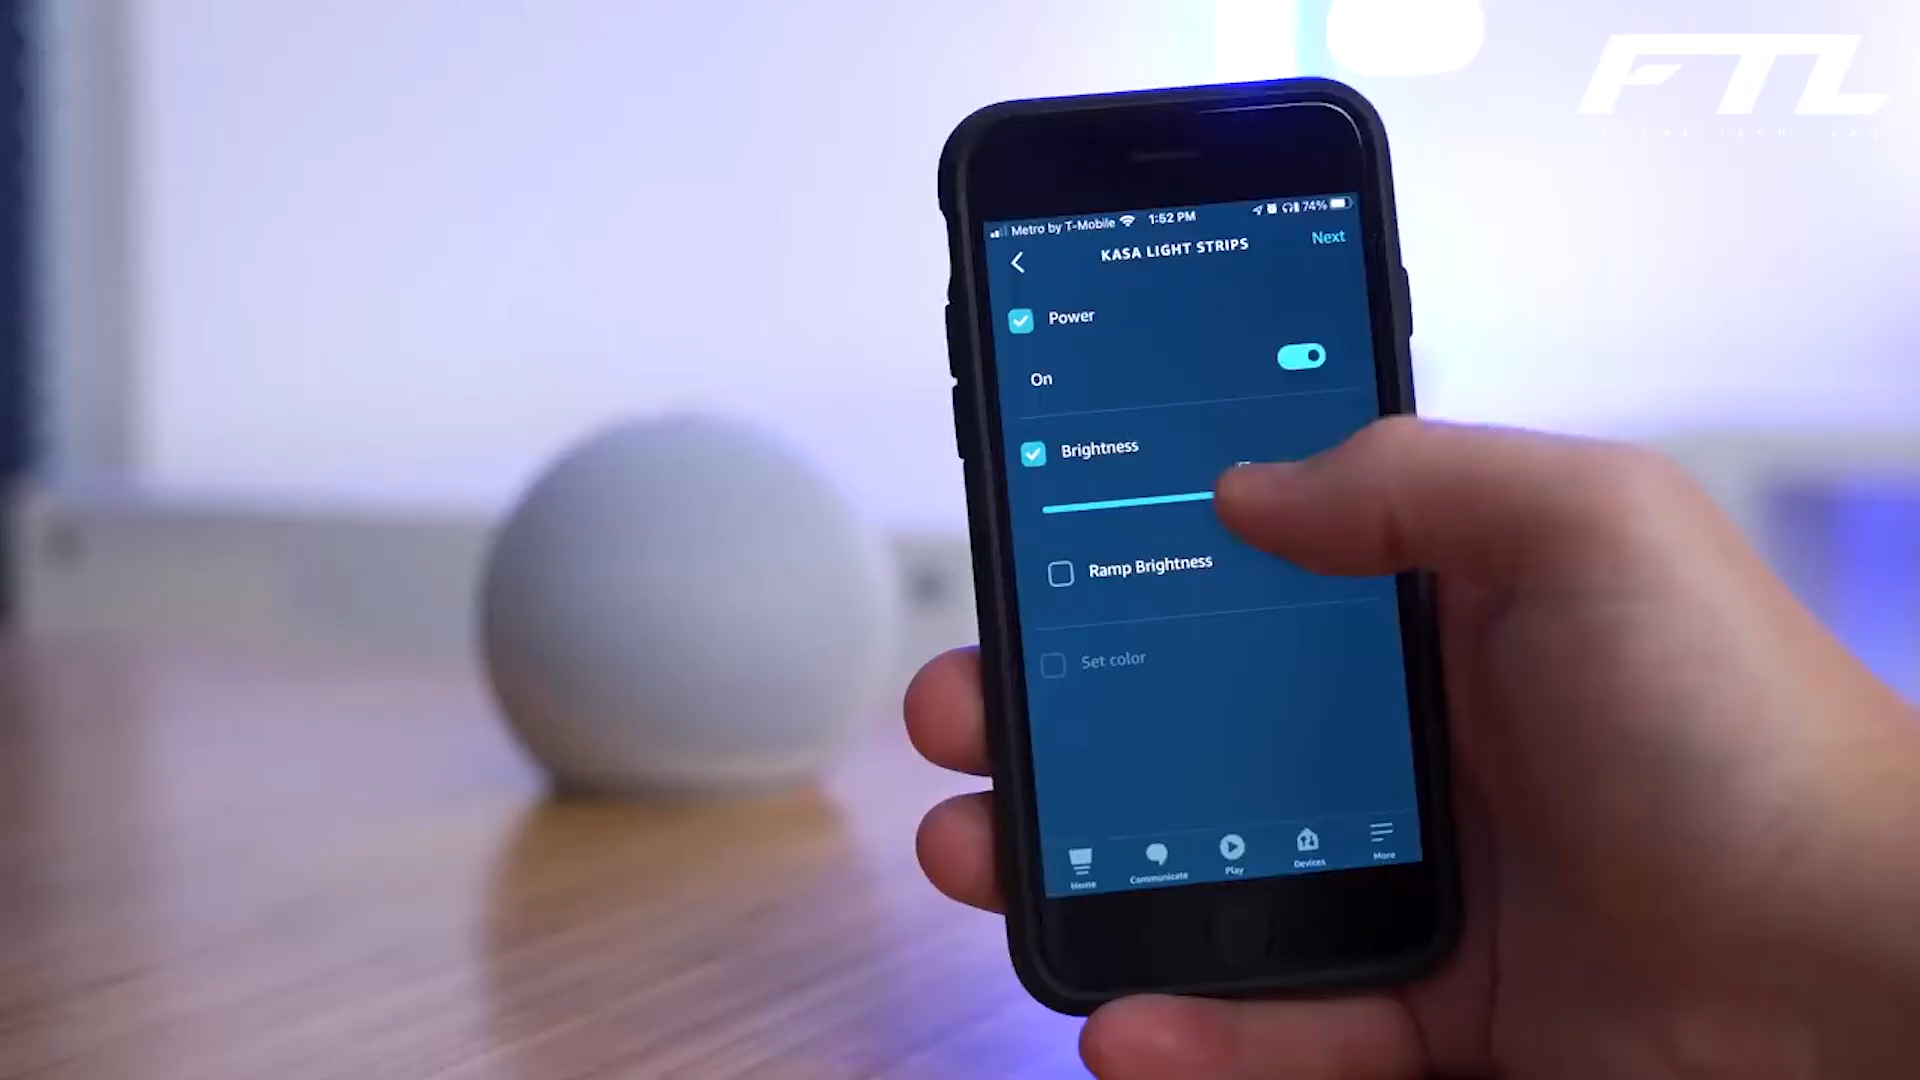 FTL
Metro by T-Mobile 1:52 PM 74%
KASA LIGHT STRIPS
Next
Power
On
Brightness
Ramp Brightness
Set color
Home
Communicate
Play
Devices
More